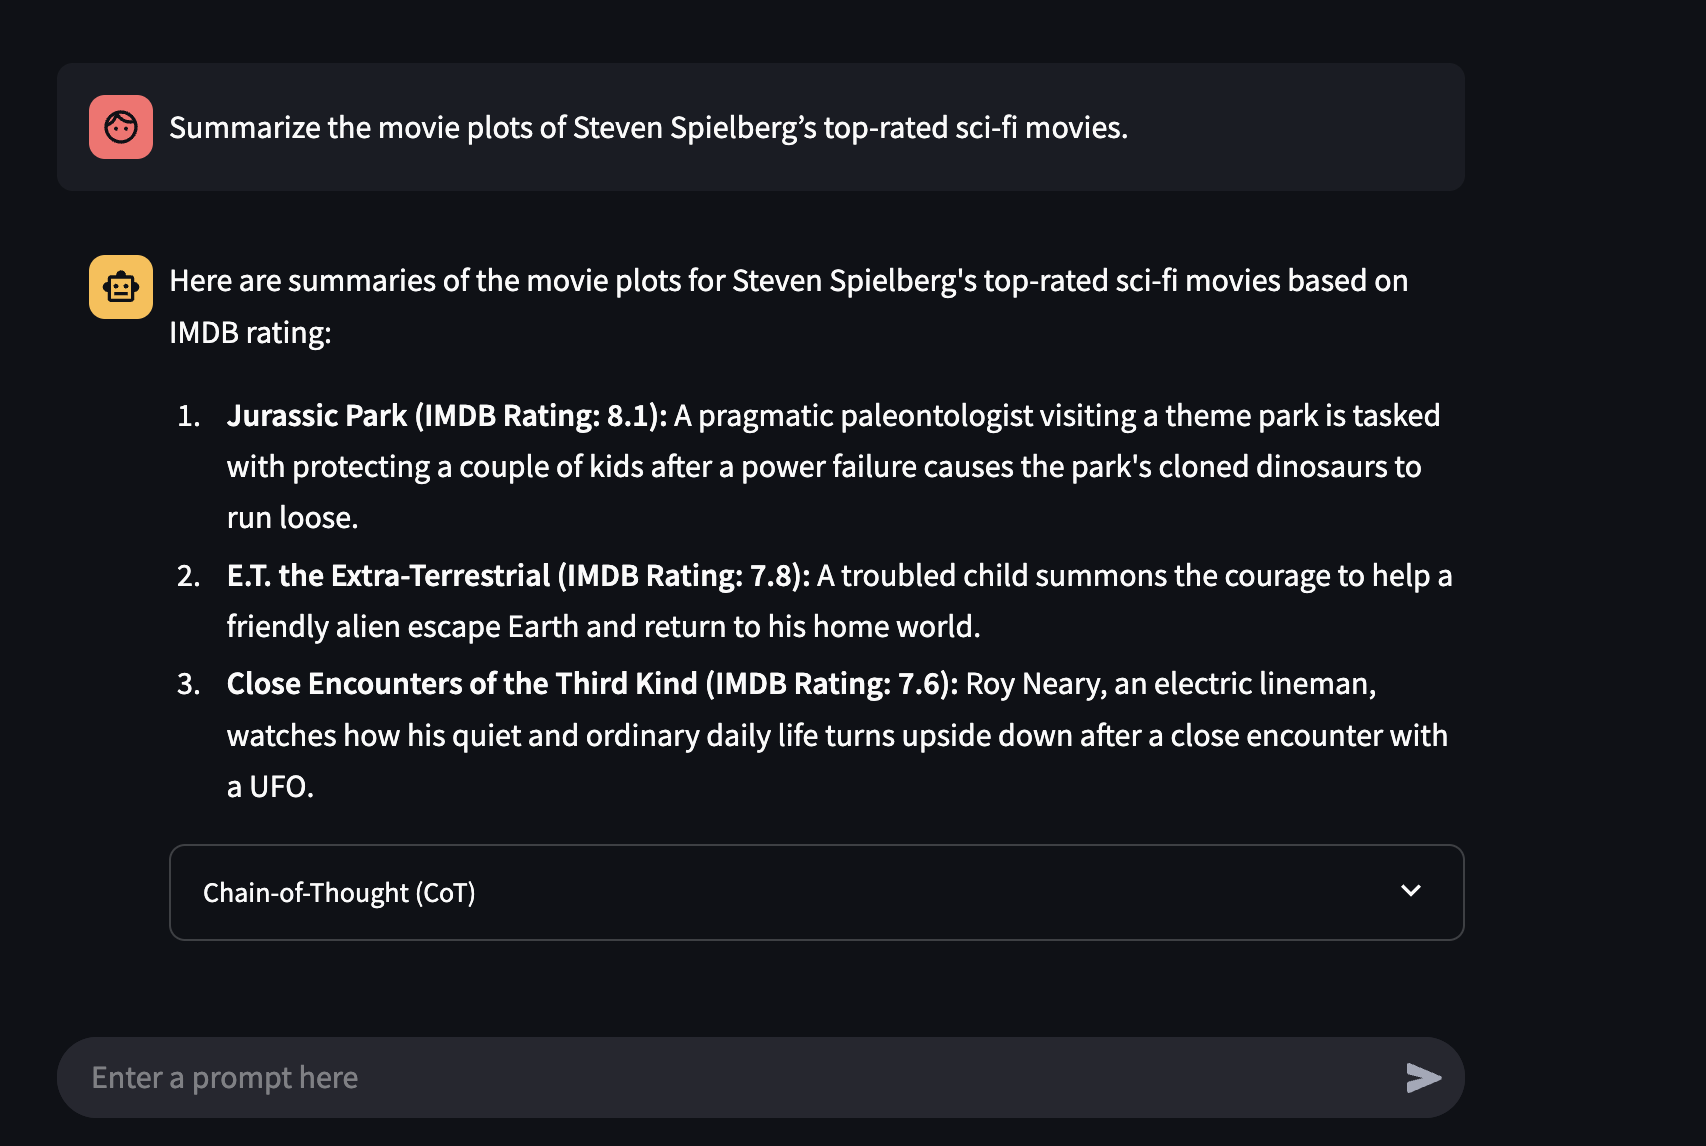 Summarize the movie plots of Steven Spielberg’s top-rated sci-fi movies.
Here are summaries of the movie plots for Steven Spielberg's top-rated sci-fi movies based on
IMDB rating:
1. Jurassic Park (IMDB Rating: 8.1): A pragmatic paleontologist visiting a theme park is tasked
with protecting a couple of kids after a power failure causes the park's cloned dinosaurs to
run loose.
2. E.T. the Extra-Terrestrial (IMDB Rating: 7.8): A troubled child summons the courage to help a
friendly alien escape Earth and return to his home world.
3. Close Encounters of the Third Kind (IMDB Rating: 7.6): Roy Neary, an electric lineman,
watches how his quiet and ordinary daily life turns upside down after a close encounter with
a UFO.
Chain-of-Thought (CoT)
Enter a prompt here